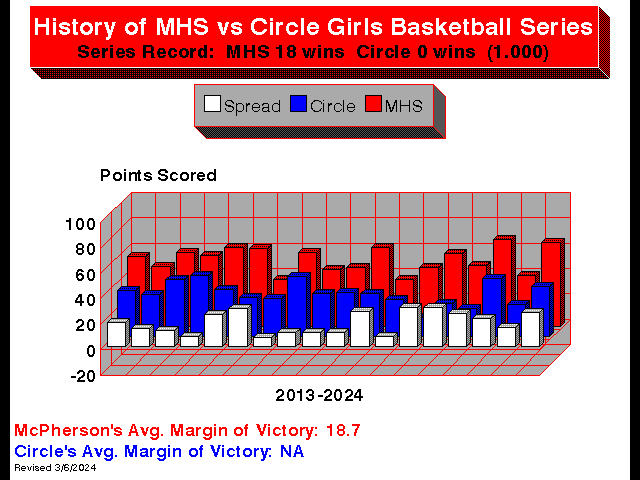 History of MHS vs Circle Girls Basketball Series
Series Record: MHS 18 wins Circle 0 wins (1.000)
Spread Circle MHS
Points Scored
100
80
60
40
20
0
-20
2013-2024
McPherson's Avg. Margin of Victory: 18.7
Circle's Avg. Margin of Victory: NA
Revised 3/6/2024